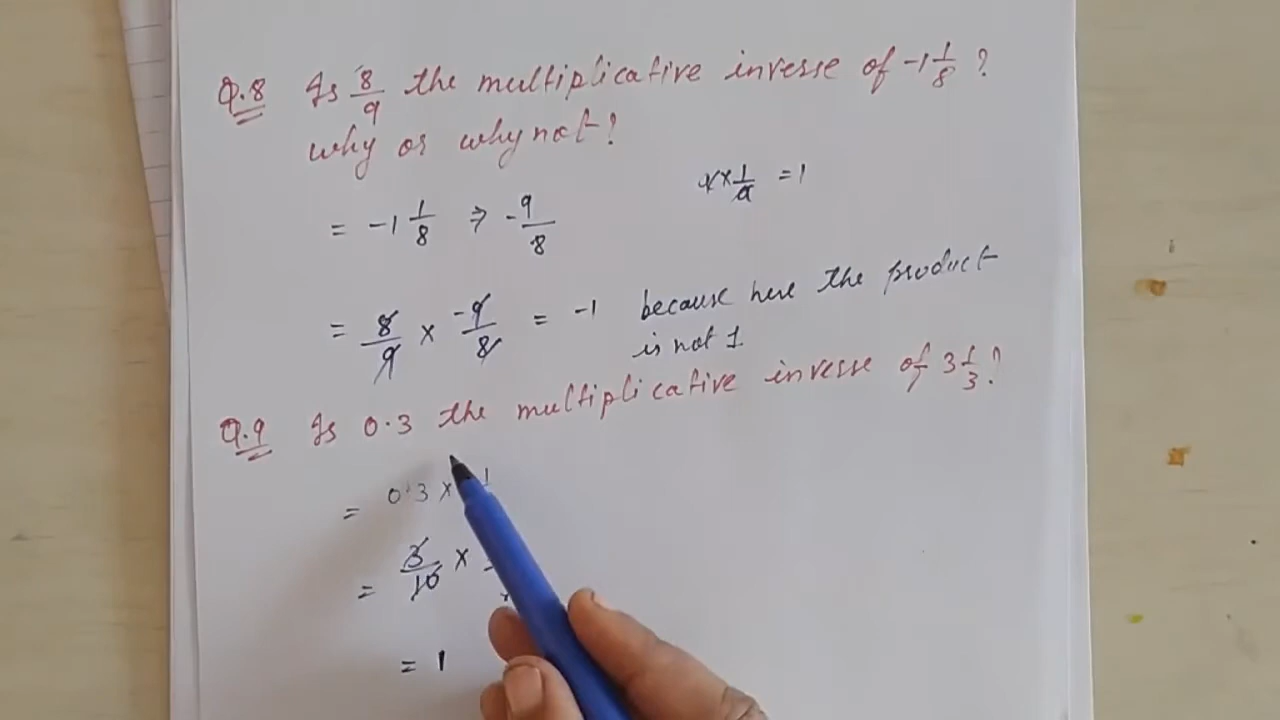 Q.8 Is 8/9 the multiplicative inverse of -1 1/8 ?
why or why not?
x × 1/a = 1
= -1 1/8 ⇒ -9/8
= 8/9 × -9/8 = -1 because here the product
is not 1
Q.9 Is 0.3 the multiplicative inverse of 3 1/3 ?
= 0.3 ×
= 3/10 ×
= 1